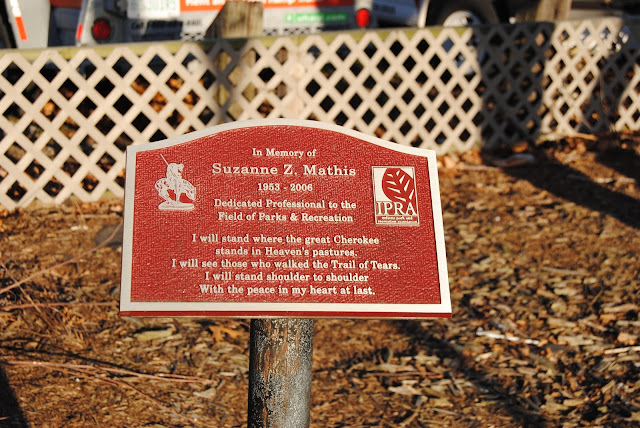 In Memory of
Suzanne Z. Mathis
1953 - 2006
Dedicated Professional to the
Field of Parks & Recreation
IPRA
I will stand where the great Cherokee
stands in Heaven's pastures.
I will see those who walked the Trail of Tears.
I will stand shoulder to shoulder
With the peace in my heart at last.